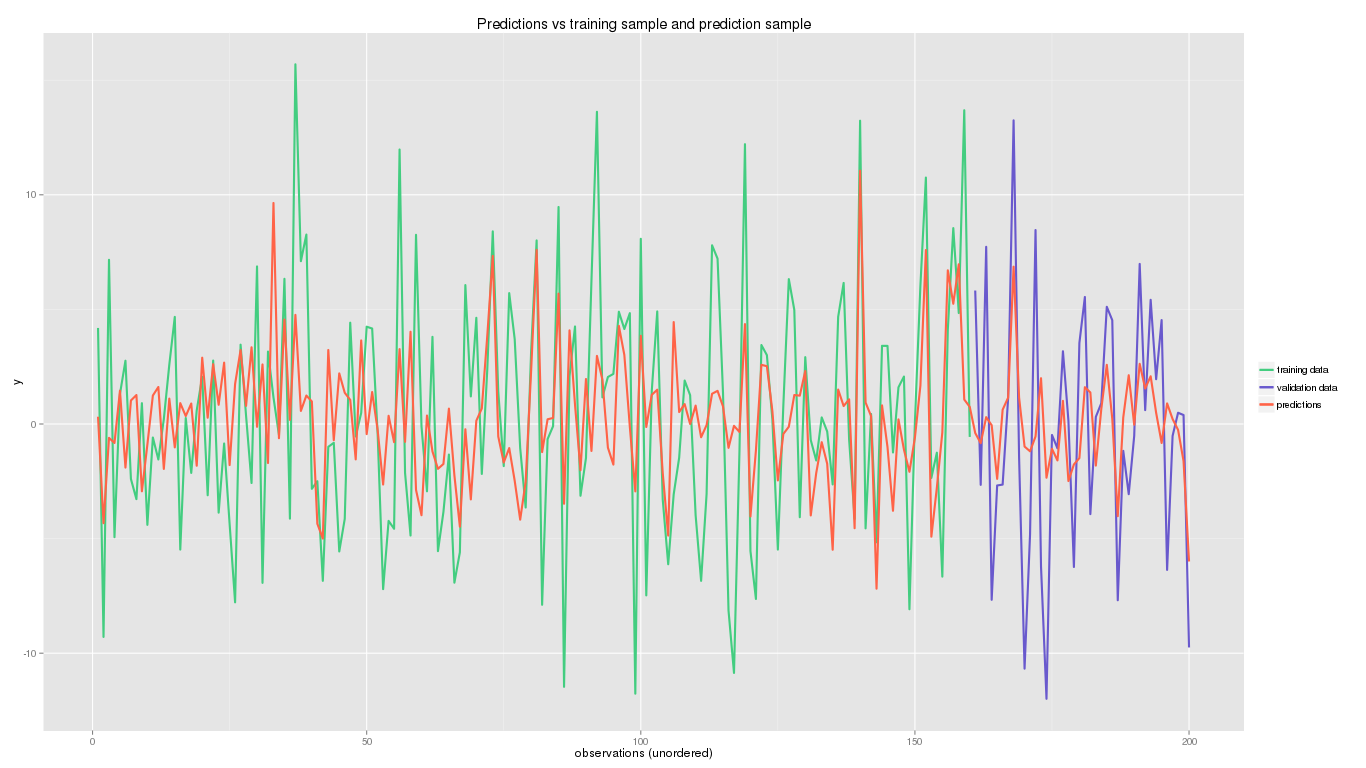 Predictions vs training sample and prediction sample
y
10
0
-10
0 50 100 150 200
observations (unordered)
training data
validation data
predictions